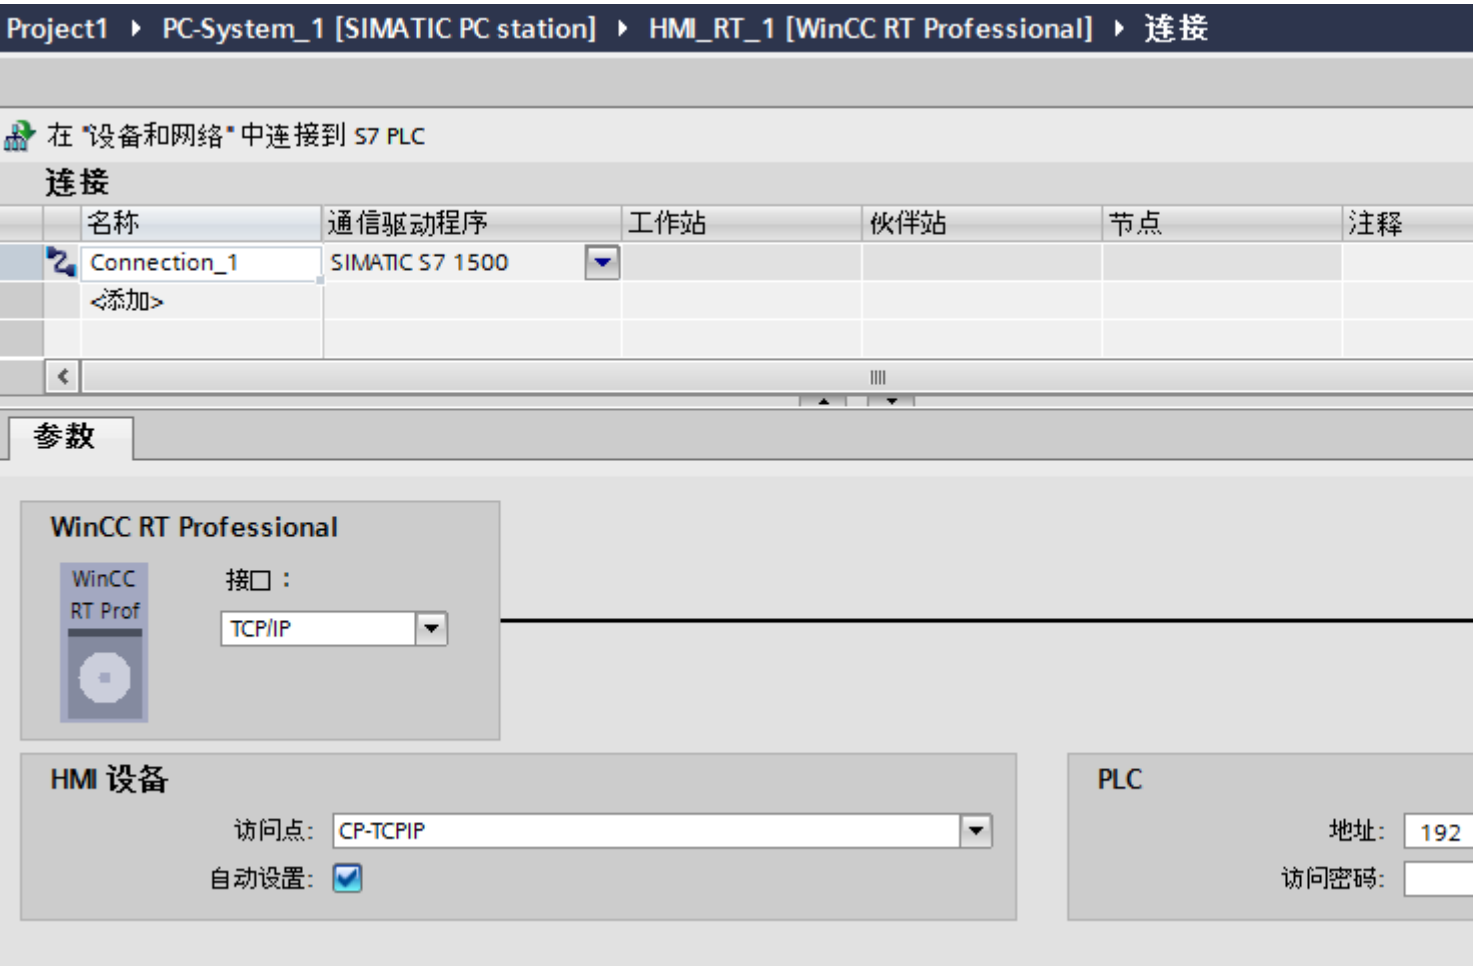 Project1 ▸ PC-System_1 [SIMATIC PC station] ▸ HMI_RT_1 [WinCC RT Professional] ▸ 连接
在 "设备和网络" 中连接到 S7 PLC
连接
名称 通信驱动程序 工作站 伙伴站 节点 注释
Connection_1 SIMATIC S7 1500
<添加>
参数
WinCC RT Professional
WinCC
RT Prof
接口：
TCP/IP
HMI 设备
访问点: CP-TCPIP
自动设置:
PLC
地址: 192
访问密码: